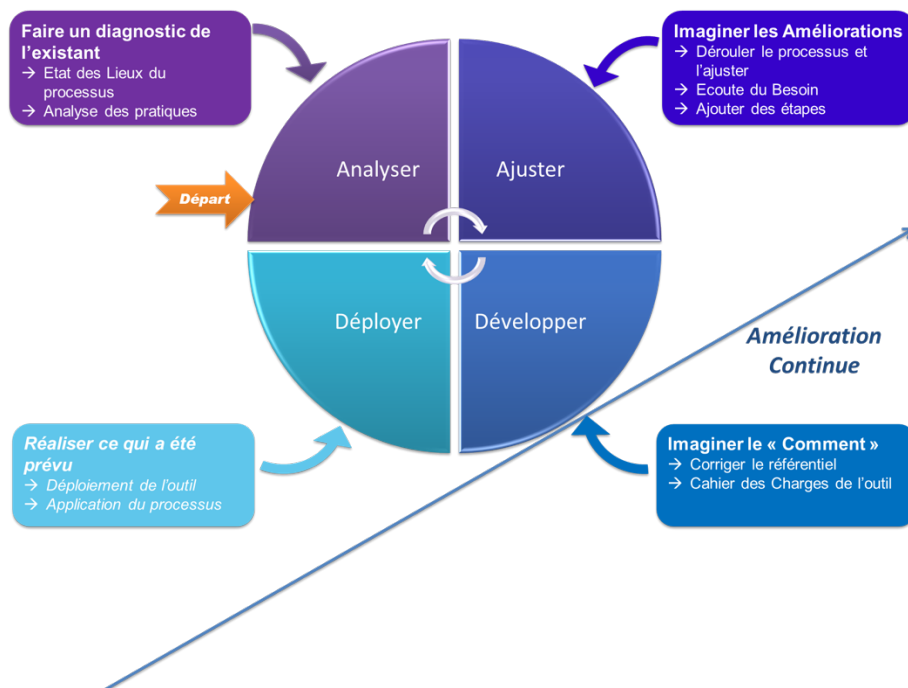 Faire un diagnostic de
l'existant
→ Etat des Lieux du
processus
→ Analyse des pratiques
Imaginer les Améliorations
→ Dérouler le processus et
l'ajuster
→ Ecoute du Besoin
→ Ajouter des étapes
Analyser
Ajuster
Départ
Déployer
Développer
Amélioration
Continue
Réaliser ce qui a été
prévu
→ Déploiement de l'outil
→ Application du processus
Imaginer le « Comment »
→ Corriger le référentiel
→ Cahier des Charges de l'outil